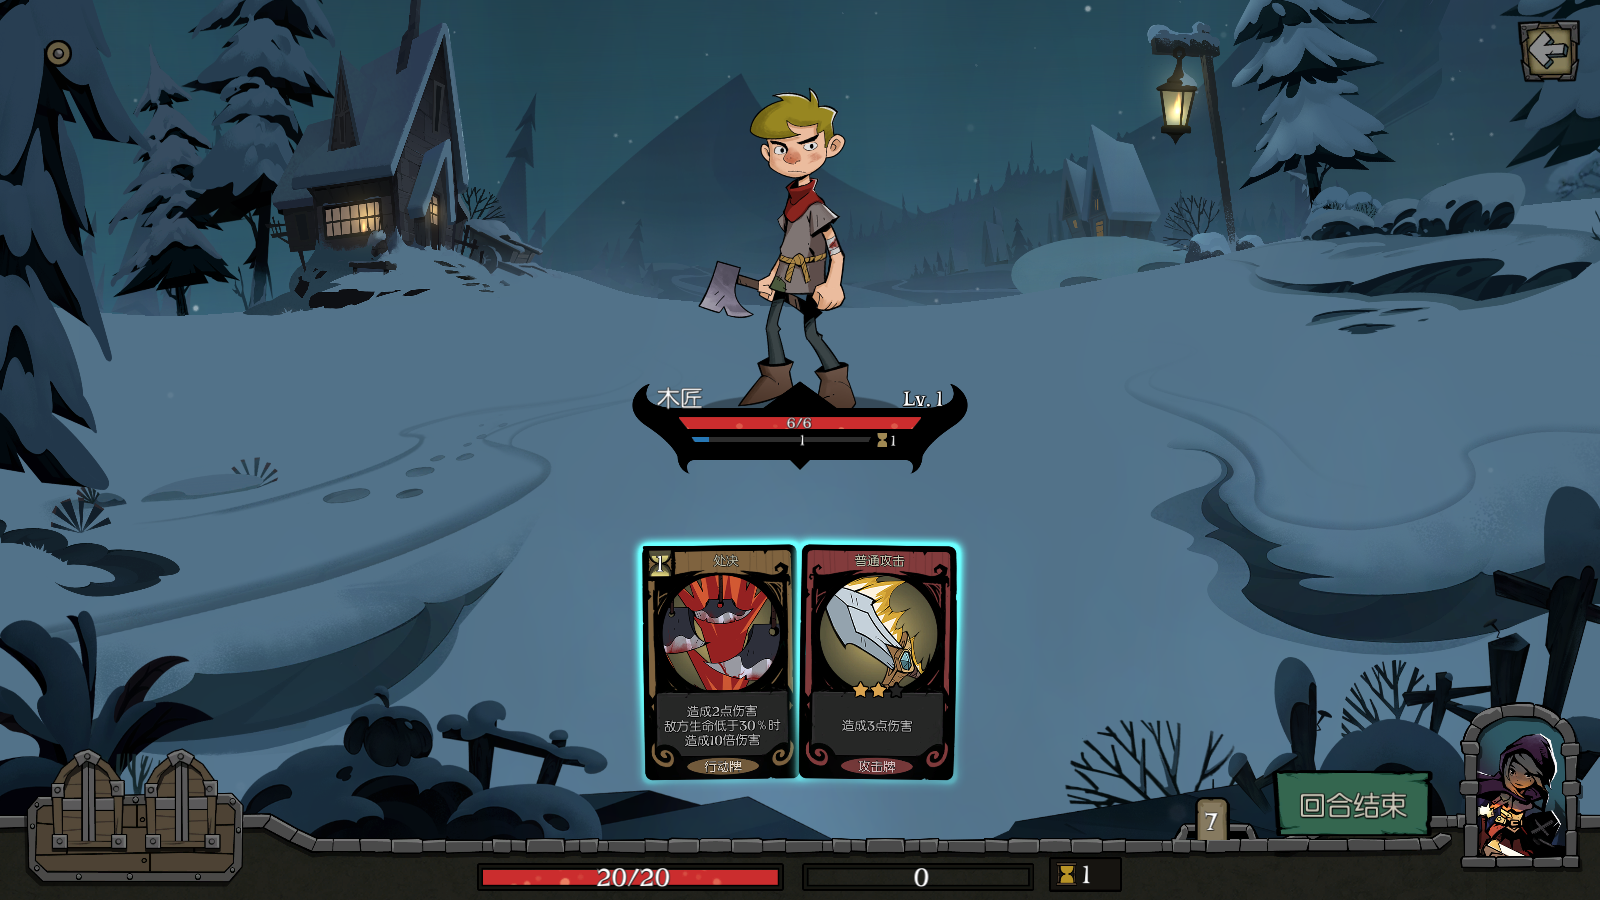 木匠
Lv.1
6/6
1
1
1
处决
造成2点伤害
敌方生命低于30%时
造成10倍伤害
行动牌
普通攻击
造成3点伤害
攻击牌
7
回合结束
20/20
0
1